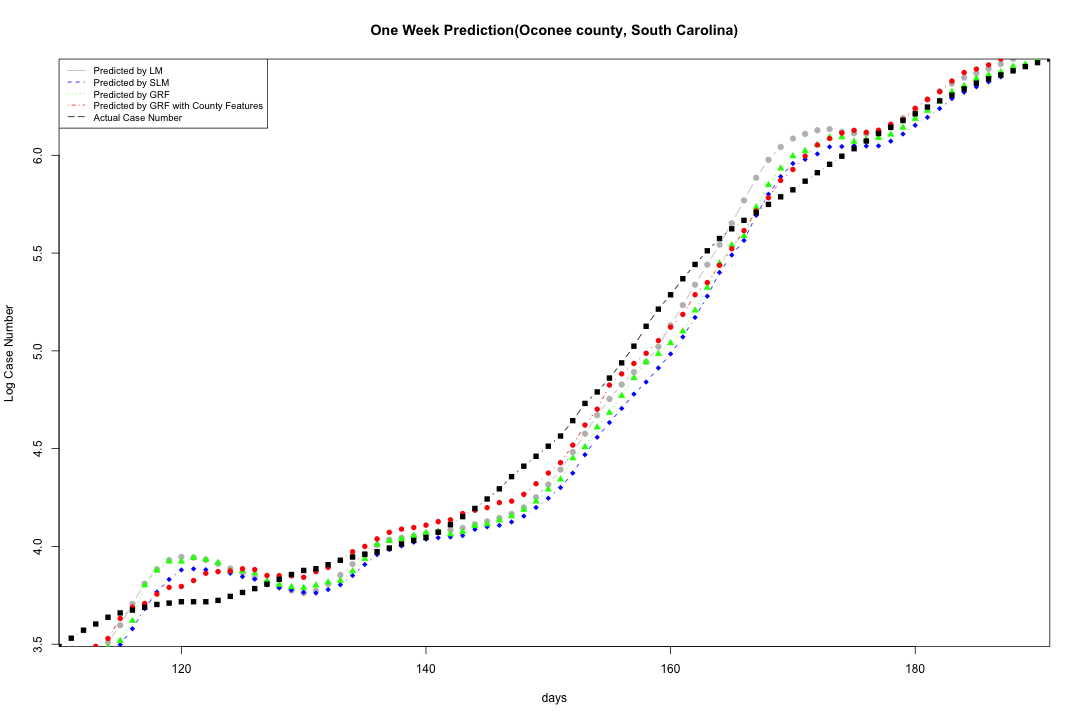 One Week Prediction(Oconee county, South Carolina)
Predicted by LM
Predicted by SLM
Predicted by GRF
Predicted by GRF with County Features
Actual Case Number
Log Case Number
6.0
5.5
5.0
4.5
4.0
3.5
120 140 160 180
days